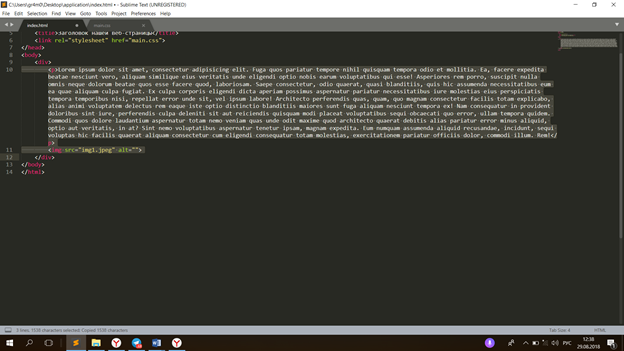 C:\Users\gr4m0\Desktop\application\index.html • - Sublime Text (UNREGISTERED)
File Edit Selection Find View Goto Tools Project Preferences Help
index.html main.css
5 <title>Заголовок нашей веб-страницы</title>
6 <link rel="stylesheet" href="main.css">
7 </head>
8 <body>
9 <div>
10 <p>Lorem ipsum dolor sit amet, consectetur adipisicing elit. Fuga quos pariatur tempore nihil quisquam tempora odio et mollitia. Ea, facere expedita
beatae nesciunt vero, aliquam similique eius veritatis unde eligendi optio nobis earum voluptatibus qui esse! Asperiores rem porro, suscipit nulla
omnis neque dolorem beatae quos esse facere quod, laboriosam. Saepe consectetur, odio quaerat, quasi blanditiis, quis hic assumenda necessitatibus eum
ea quae aliquam culpa fugiat. Ex culpa corporis eligendi dicta aperiam possimus aspernatur pariatur necessitatibus iure molestias eius perspiciatis
tempora temporibus nisi, repellat error unde sit, vel ipsum labore! Architecto perferendis quas, quam, quo magnam consectetur facilis totam explicabo,
alias animi voluptatem delectus rem eaque iste optio distinctio blanditiis maiores sunt fuga aliquam nesciunt tempora ex! Nam consequatur in provident
doloribus sint iure, perferendis culpa deleniti sit aut reiciendis quisquam modi placeat voluptatibus sequi obcaecati quo error, ullam tempora quidem.
Commodi quos dolore laudantium aspernatur totam nemo veniam quas unde odit maxime quod architecto quaerat debitis alias pariatur error minus aliquid,
optio aut veritatis, in at? Sint nemo voluptatibus aspernatur tenetur ipsam, magnam expedita. Eum numquam assumenda aliquid recusandae, incidunt, sequi
voluptas hic facilis quaerat aliquam consectetur cum eligendi consequatur totam molestias, exercitationem pariatur officiis dolor, commodi illum. Rem!</
p>
11 <img src="img1.jpeg" alt="">
12 </div>
13 </body>
14 </html>
3 lines, 1538 characters selected; Copied 1538 characters Tab Size: 4 HTML
12:38
РУС
29.08.2018